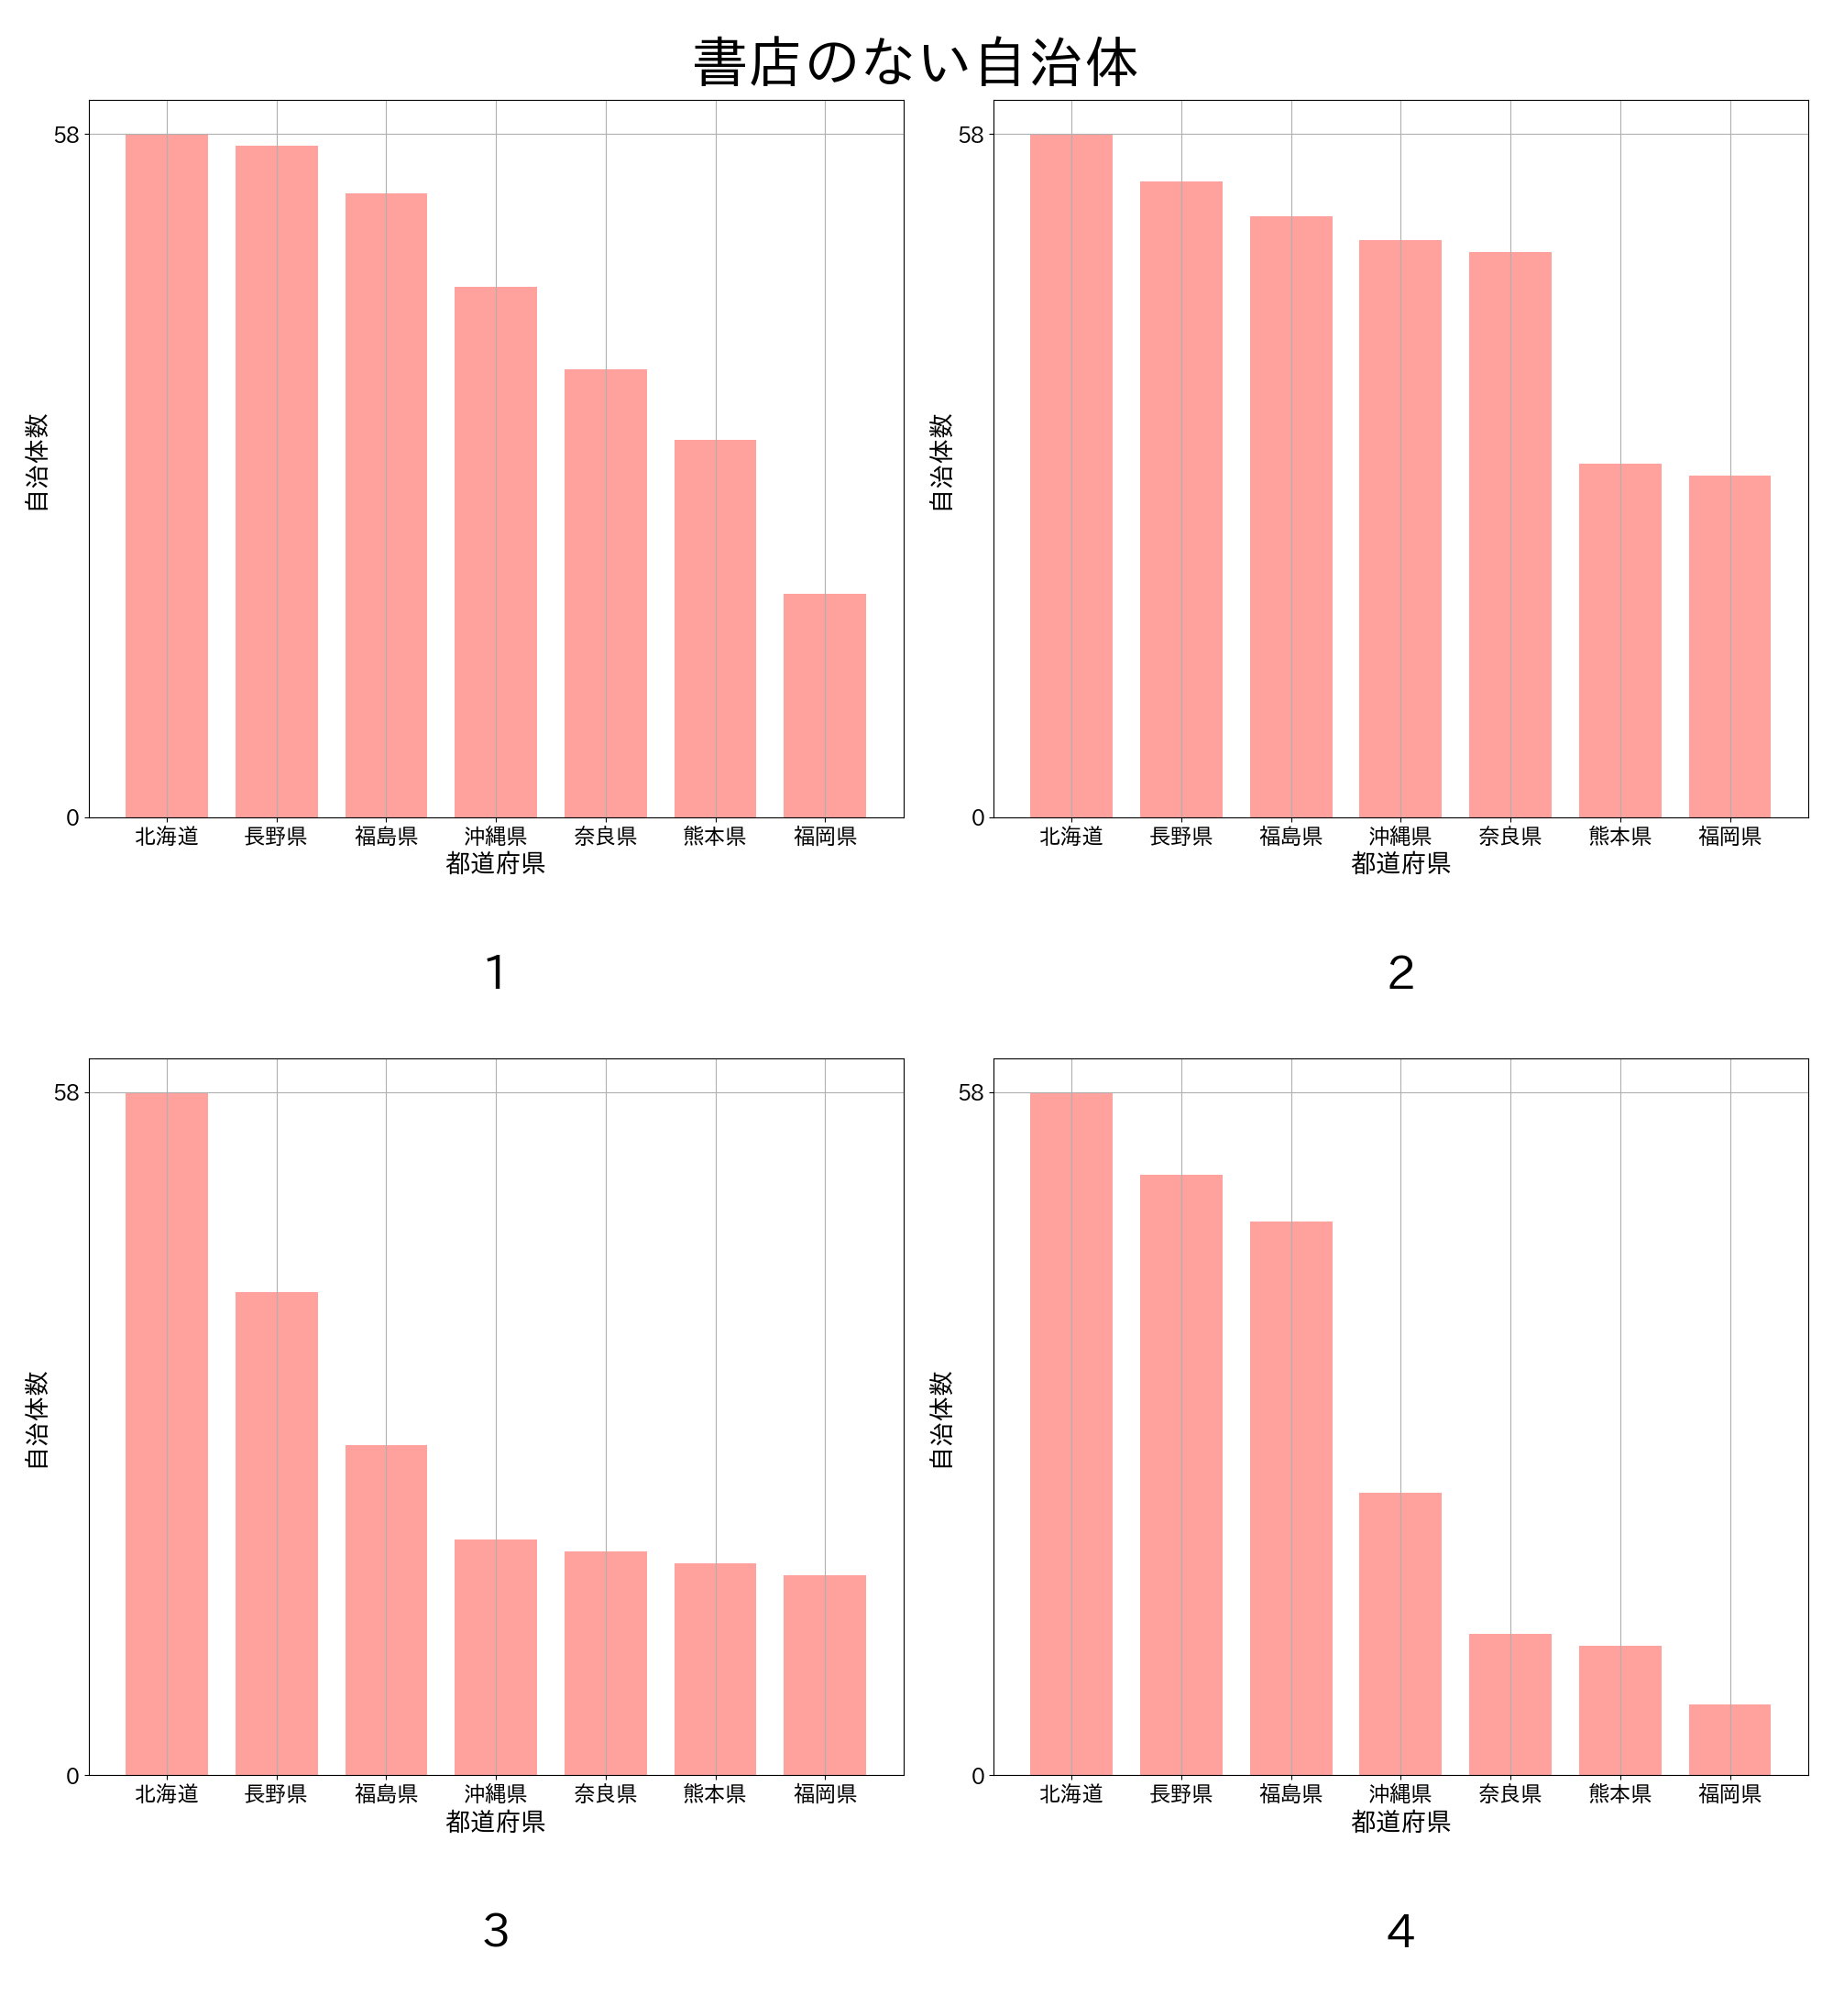 書店のない自治体
58
0
自治体数
北海道 長野県 福島県 沖縄県 奈良県 熊本県 福岡県
都道府県
1
58
0
自治体数
北海道 長野県 福島県 沖縄県 奈良県 熊本県 福岡県
都道府県
2
58
0
自治体数
北海道 長野県 福島県 沖縄県 奈良県 熊本県 福岡県
都道府県
3
58
0
自治体数
北海道 長野県 福島県 沖縄県 奈良県 熊本県 福岡県
都道府県
4